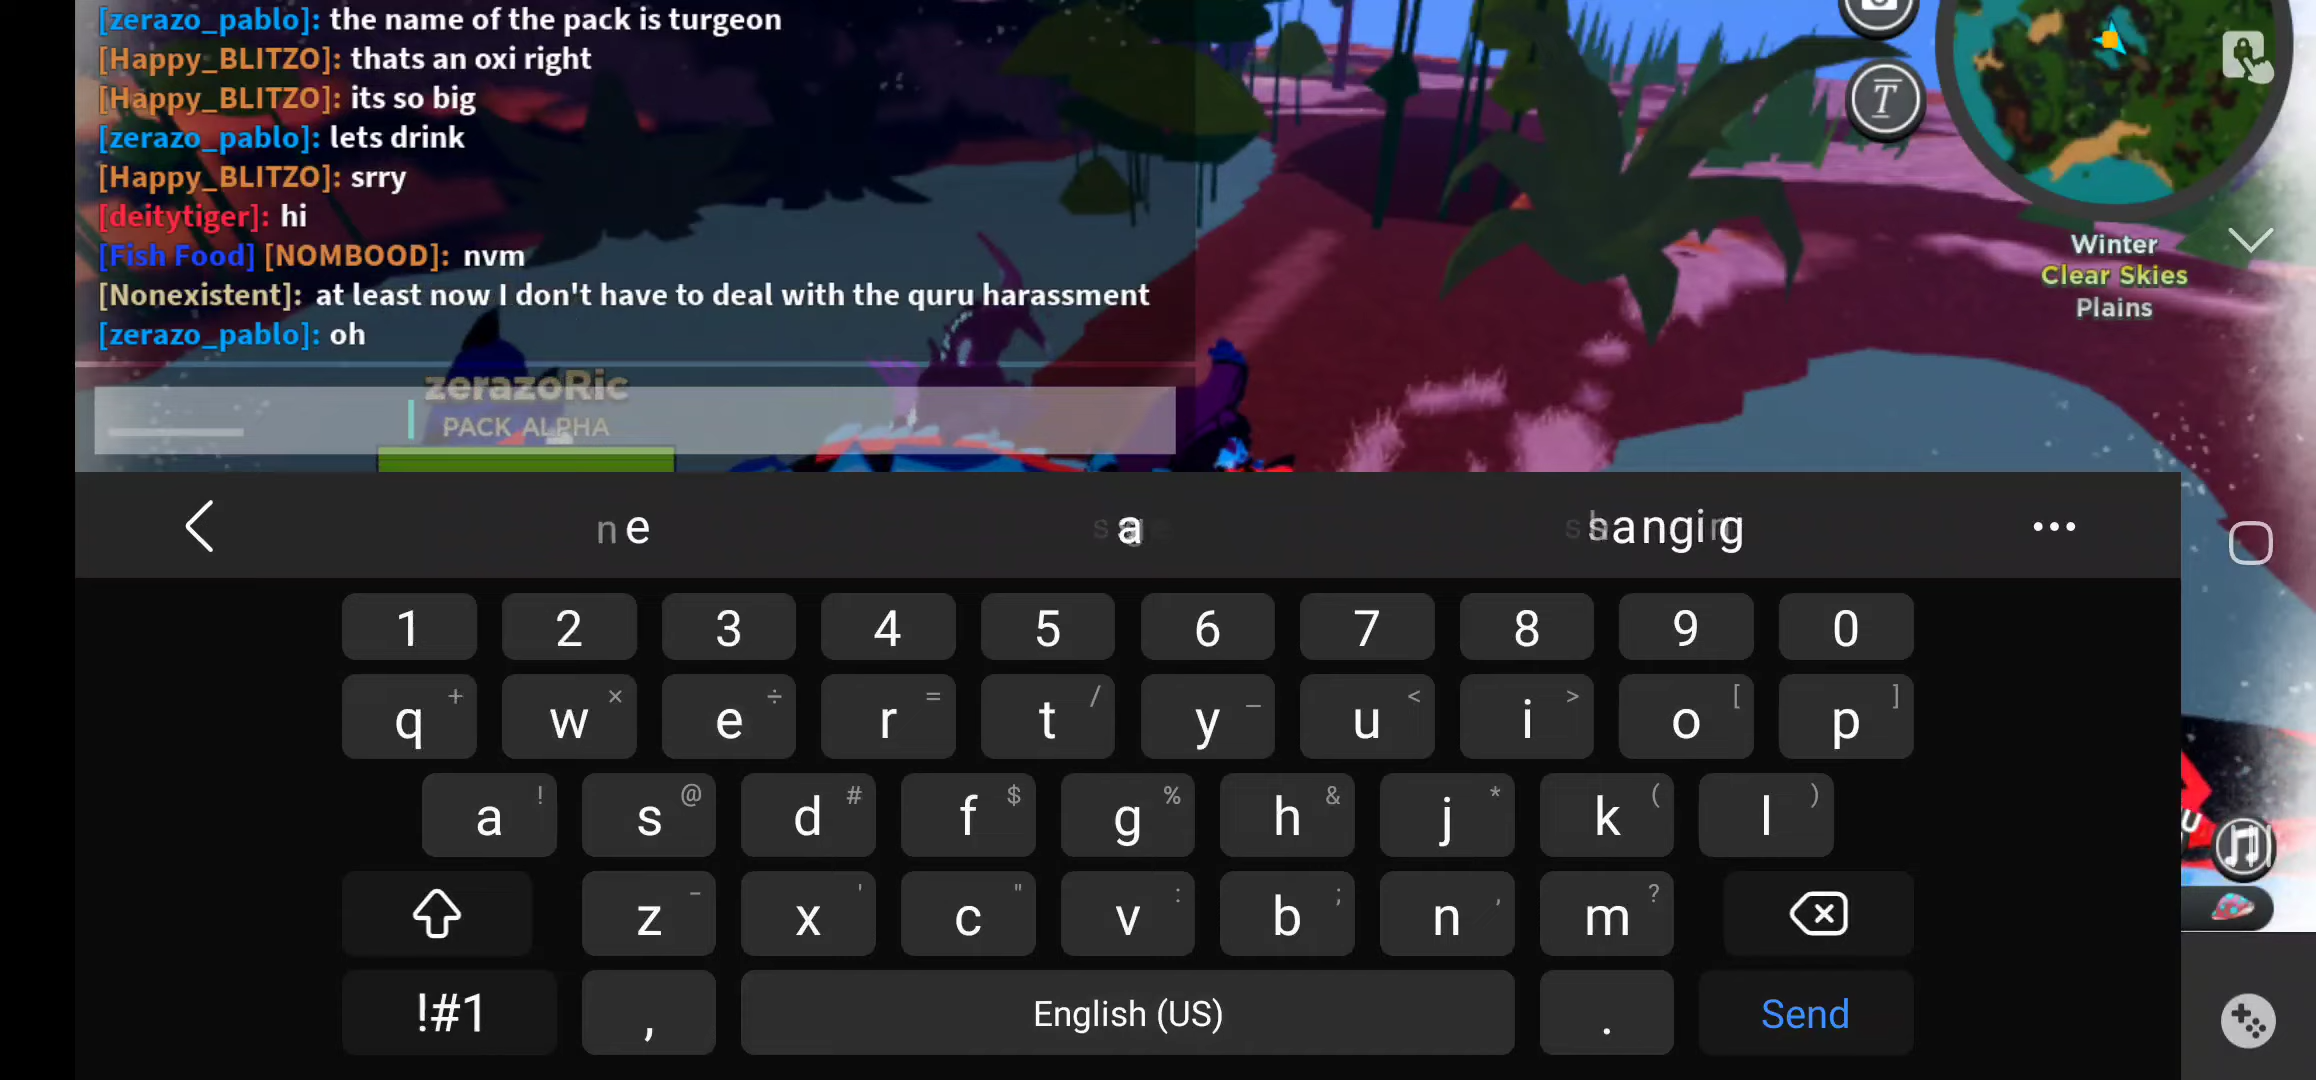 [zerazo_pablo]: the name of the pack is turgeon
[Happy_BLITZO]: thats an oxi right
[Happy_BLITZO]: its so big
[zerazo_pablo]: lets drink
[Happy_BLITZO]: srry
[deitytiger]: hi
[Fish Food] [NOMBOOD]: nvm
[Nonexistent]: at least now I don't have to deal with the quru harassment
[zerazo_pablo]: oh
zerazoRic
PACK ALPHA
T
Winter
Clear Skies
Plains
1 2 3 4 5 6 7 8 9 0
q + w × e ÷ r = t / y _ u < i > o [ p ]
a ! s @ d # f $ g % h & j * k ( l )
z - x ' c " v : b ; n , m ?
!#1 , English (US) . Send